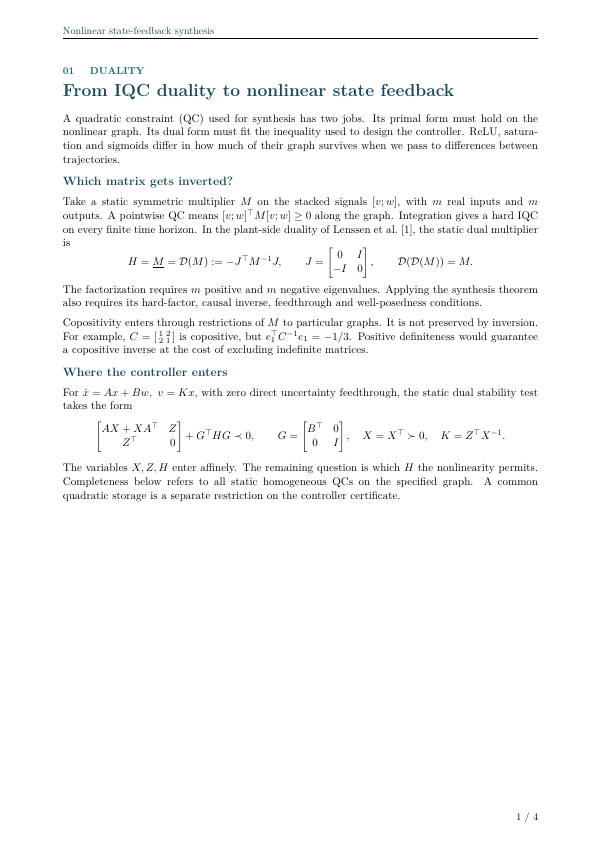 Nonlinear state-feedback synthesis
01 DUALITY
From IQC duality to nonlinear state feedback
A quadratic constraint (QC) used for synthesis has two jobs. Its primal form must hold on the
nonlinear graph. Its dual form must fit the inequality used to design the controller. ReLU, satura-
tion and sigmoids differ in how much of their graph survives when we pass to differences between
trajectories.
Which matrix gets inverted?
Take a static symmetric multiplier M on the stacked signals [v; w], with m real inputs and m
outputs. A pointwise QC means [v; w]⊤M[v; w] ≥ 0 along the graph. Integration gives a hard IQC
on every finite time horizon. In the plant-side duality of Lenssen et al. [1], the static dual multiplier
is
H = M̲ = 𝒟(M) := −J⊤M⁻¹J, J = [0 I; −I 0], 𝒟(𝒟(M)) = M.
The factorization requires m positive and m negative eigenvalues. Applying the synthesis theorem
also requires its hard-factor, causal inverse, feedthrough and well-posedness conditions.
Copositivity enters through restrictions of M to particular graphs. It is not preserved by inversion.
For example, C = [1 2; 2 1] is copositive, but e₁⊤C⁻¹e₁ = −1/3. Positive definiteness would guarantee
a copositive inverse at the cost of excluding indefinite matrices.
Where the controller enters
For ẋ = Ax + Bw, v = Kx, with zero direct uncertainty feedthrough, the static dual stability test
takes the form
[AX + XA⊤ Z; Z⊤ 0] + G⊤HG ≺ 0, G = [B⊤ 0; 0 I], X = X⊤ ≻ 0, K = Z⊤X⁻¹.
The variables X, Z, H enter affinely. The remaining question is which H the nonlinearity permits.
Completeness below refers to all static homogeneous QCs on the specified graph. A common
quadratic storage is a separate restriction on the controller certificate.
1 / 4